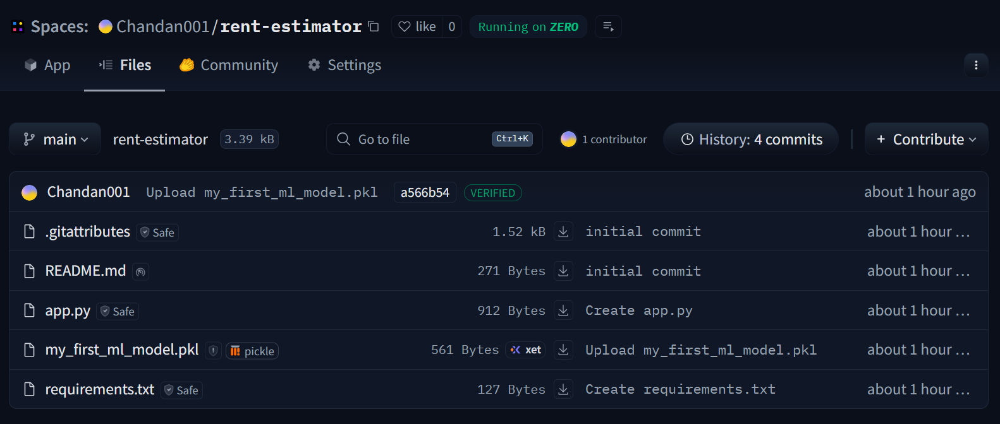 Spaces: Chandan001/rent-estimator like 0 Running on ZERO
App Files Community Settings
main rent-estimator 3.39 kB Go to file Ctrl+K 1 contributor History: 4 commits + Contribute
Chandan001 Upload my_first_ml_model.pkl a566b54 VERIFIED about 1 hour ago
.gitattributes Safe 1.52 kB initial commit about 1 hour ...
README.md 271 Bytes initial commit about 1 hour ...
app.py Safe 912 Bytes Create app.py about 1 hour ...
my_first_ml_model.pkl pickle 561 Bytes xet Upload my_first_ml_model.pkl about 1 hour ...
requirements.txt Safe 127 Bytes Create requirements.txt about 1 hour ...